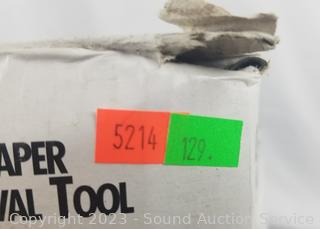 5214
129.
APER
VAL TOOL
Copyright 2023 - Sound Auction Service